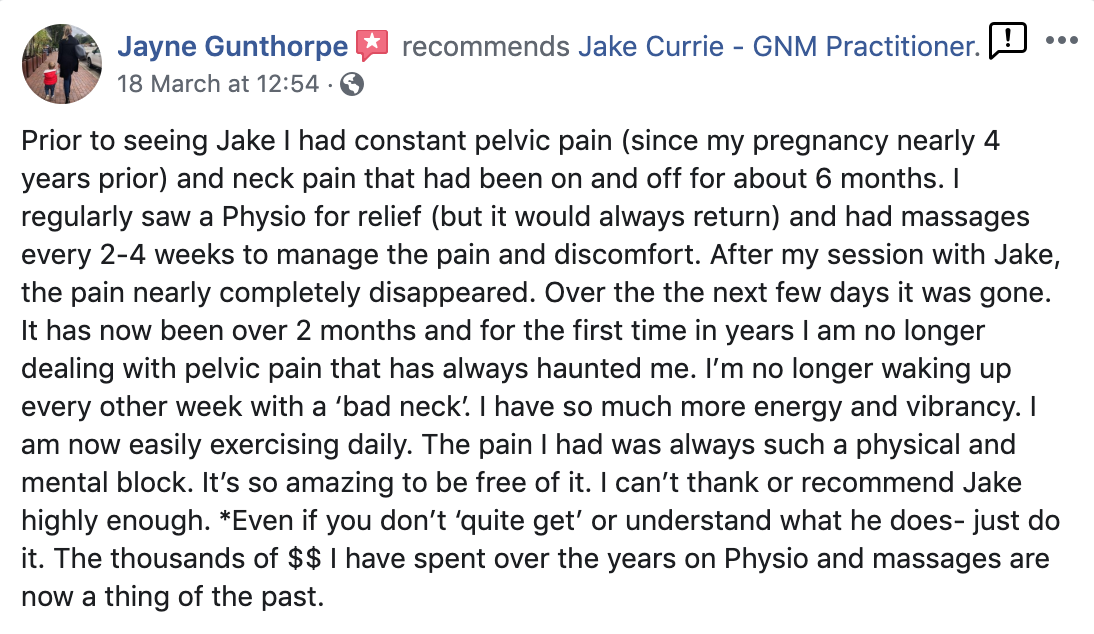 Jayne Gunthorpe recommends Jake Currie - GNM Practitioner.
18 March at 12:54 ·
Prior to seeing Jake I had constant pelvic pain (since my pregnancy nearly 4
years prior) and neck pain that had been on and off for about 6 months. I
regularly saw a Physio for relief (but it would always return) and had massages
every 2-4 weeks to manage the pain and discomfort. After my session with Jake,
the pain nearly completely disappeared. Over the the next few days it was gone.
It has now been over 2 months and for the first time in years I am no longer
dealing with pelvic pain that has always haunted me. I’m no longer waking up
every other week with a ‘bad neck’. I have so much more energy and vibrancy. I
am now easily exercising daily. The pain I had was always such a physical and
mental block. It’s so amazing to be free of it. I can’t thank or recommend Jake
highly enough. *Even if you don’t ‘quite get’ or understand what he does- just do
it. The thousands of $$ I have spent over the years on Physio and massages are
now a thing of the past.